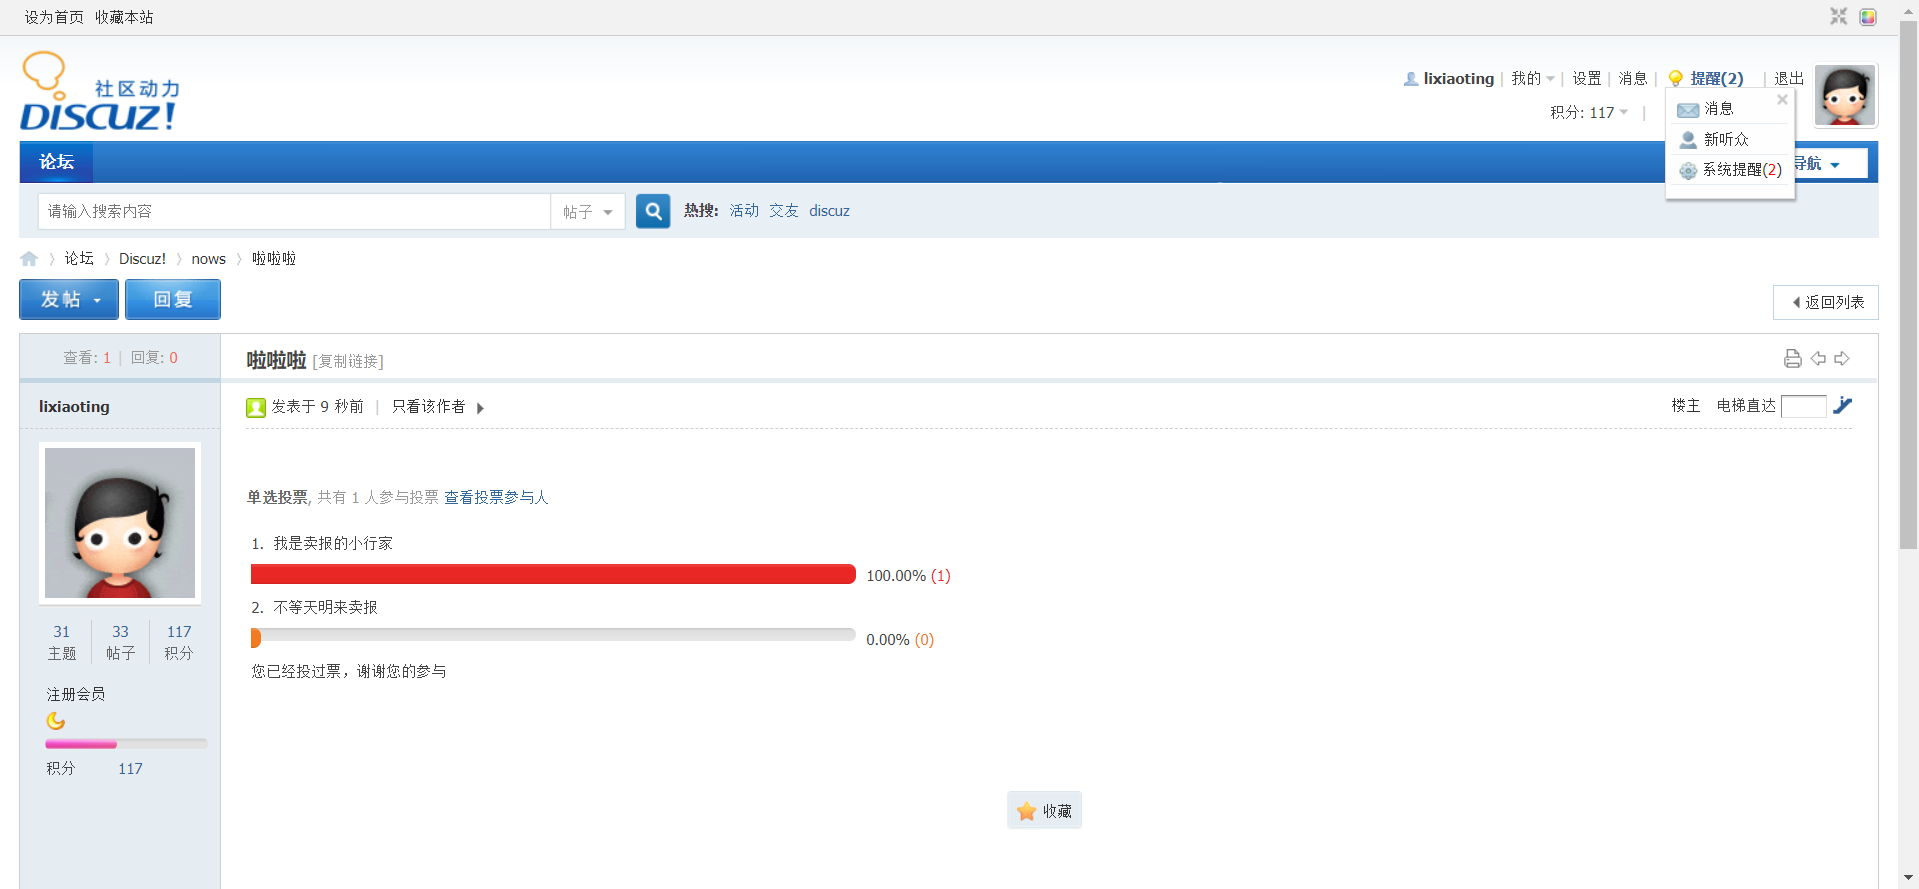 设为首页 收藏本站
社区动力
DISCUZ!
lixiaoting | 我的 | 设置 | 消息 | 提醒(2) | 退出
积分: 117 |
消息
新听众
系统提醒(2)
论坛
导航
请输入搜索内容 帖子 热搜: 活动 交友 discuz
论坛 Discuz! nows 啦啦啦
发帖 回复 返回列表
查看: 1 | 回复: 0 啦啦啦 [复制链接]
lixiaoting 发表于 9 秒前 | 只看该作者 楼主 电梯直达
单选投票, 共有 1 人参与投票 查看投票参与人
1. 我是卖报的小行家
100.00% (1)
2. 不等天明来卖报
0.00% (0)
您已经投过票，谢谢您的参与
31 33 117
主题 帖子 积分
注册会员
积分 117
收藏